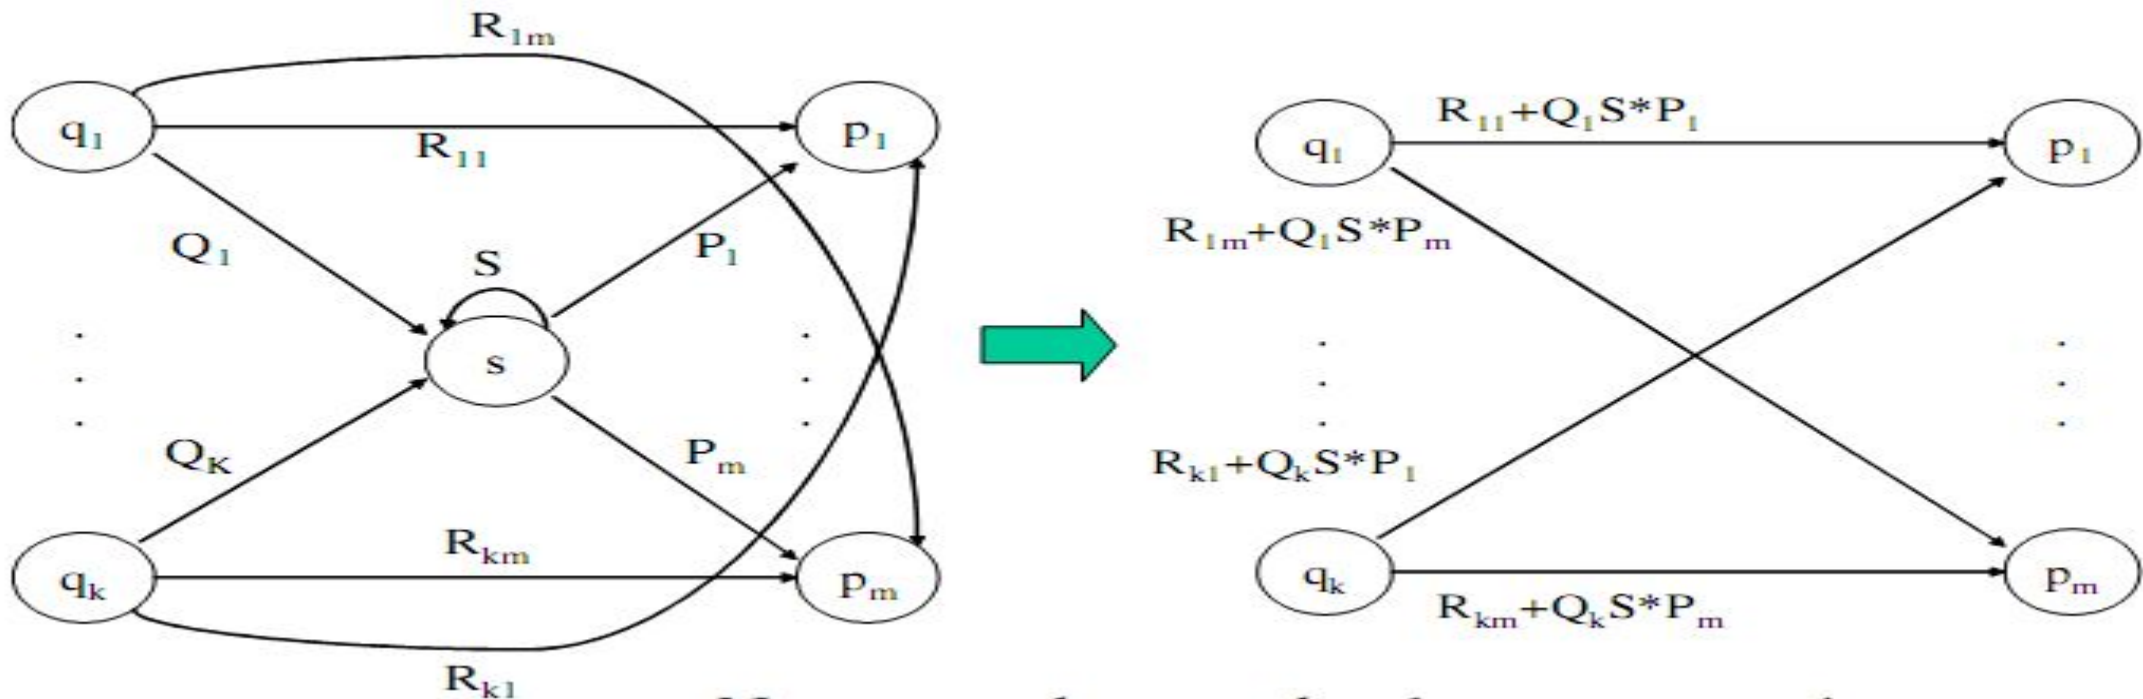 R₁ₘ
q₁
R₁₁
p₁
Q₁
S
P₁
s
Q_K
Pₘ
qₖ
Rₖₘ
pₘ
Rₖ₁
q₁
R₁₁+Q₁S*P₁
p₁
R₁ₘ+Q₁S*Pₘ
Rₖ₁+QₖS*P₁
qₖ
Rₖₘ+QₖS*Pₘ
pₘ